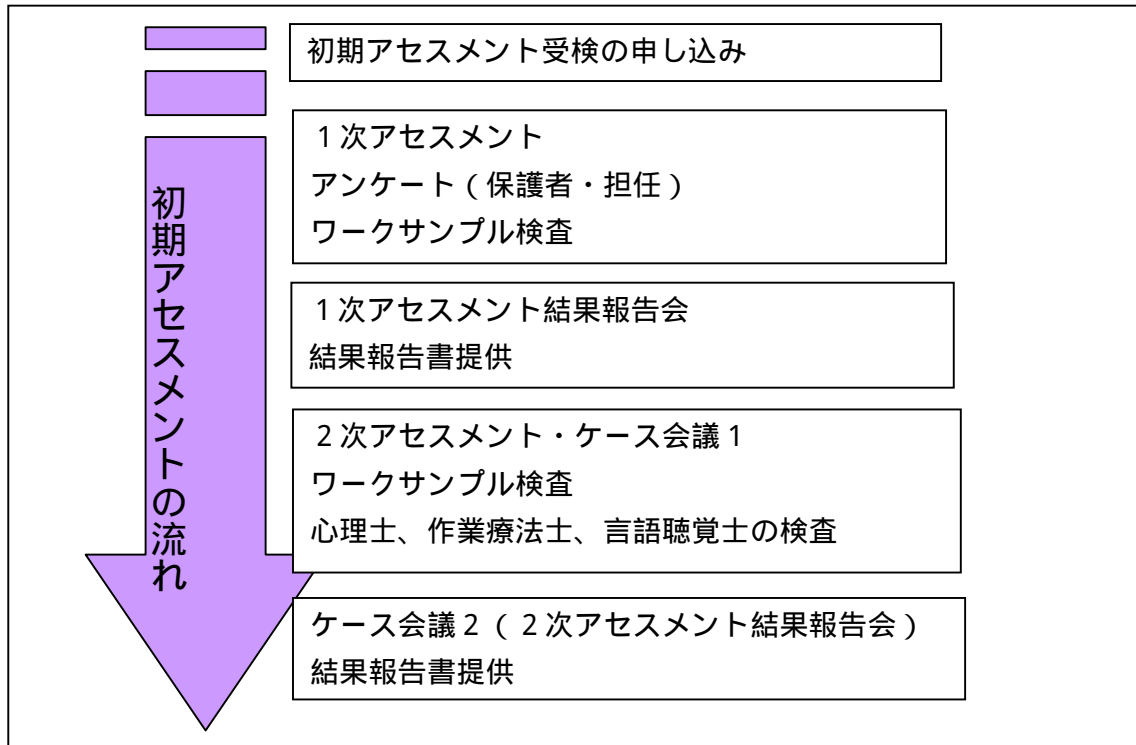 初期アセスメントの流れ
初期アセスメント受検の申し込み
１次アセスメント
アンケート（保護者・担任）
ワークサンプル検査
１次アセスメント結果報告会
結果報告書提供
２次アセスメント・ケース会議１
ワークサンプル検査
心理士、作業療法士、言語聴覚士の検査
ケース会議２（２次アセスメント結果報告会）
結果報告書提供